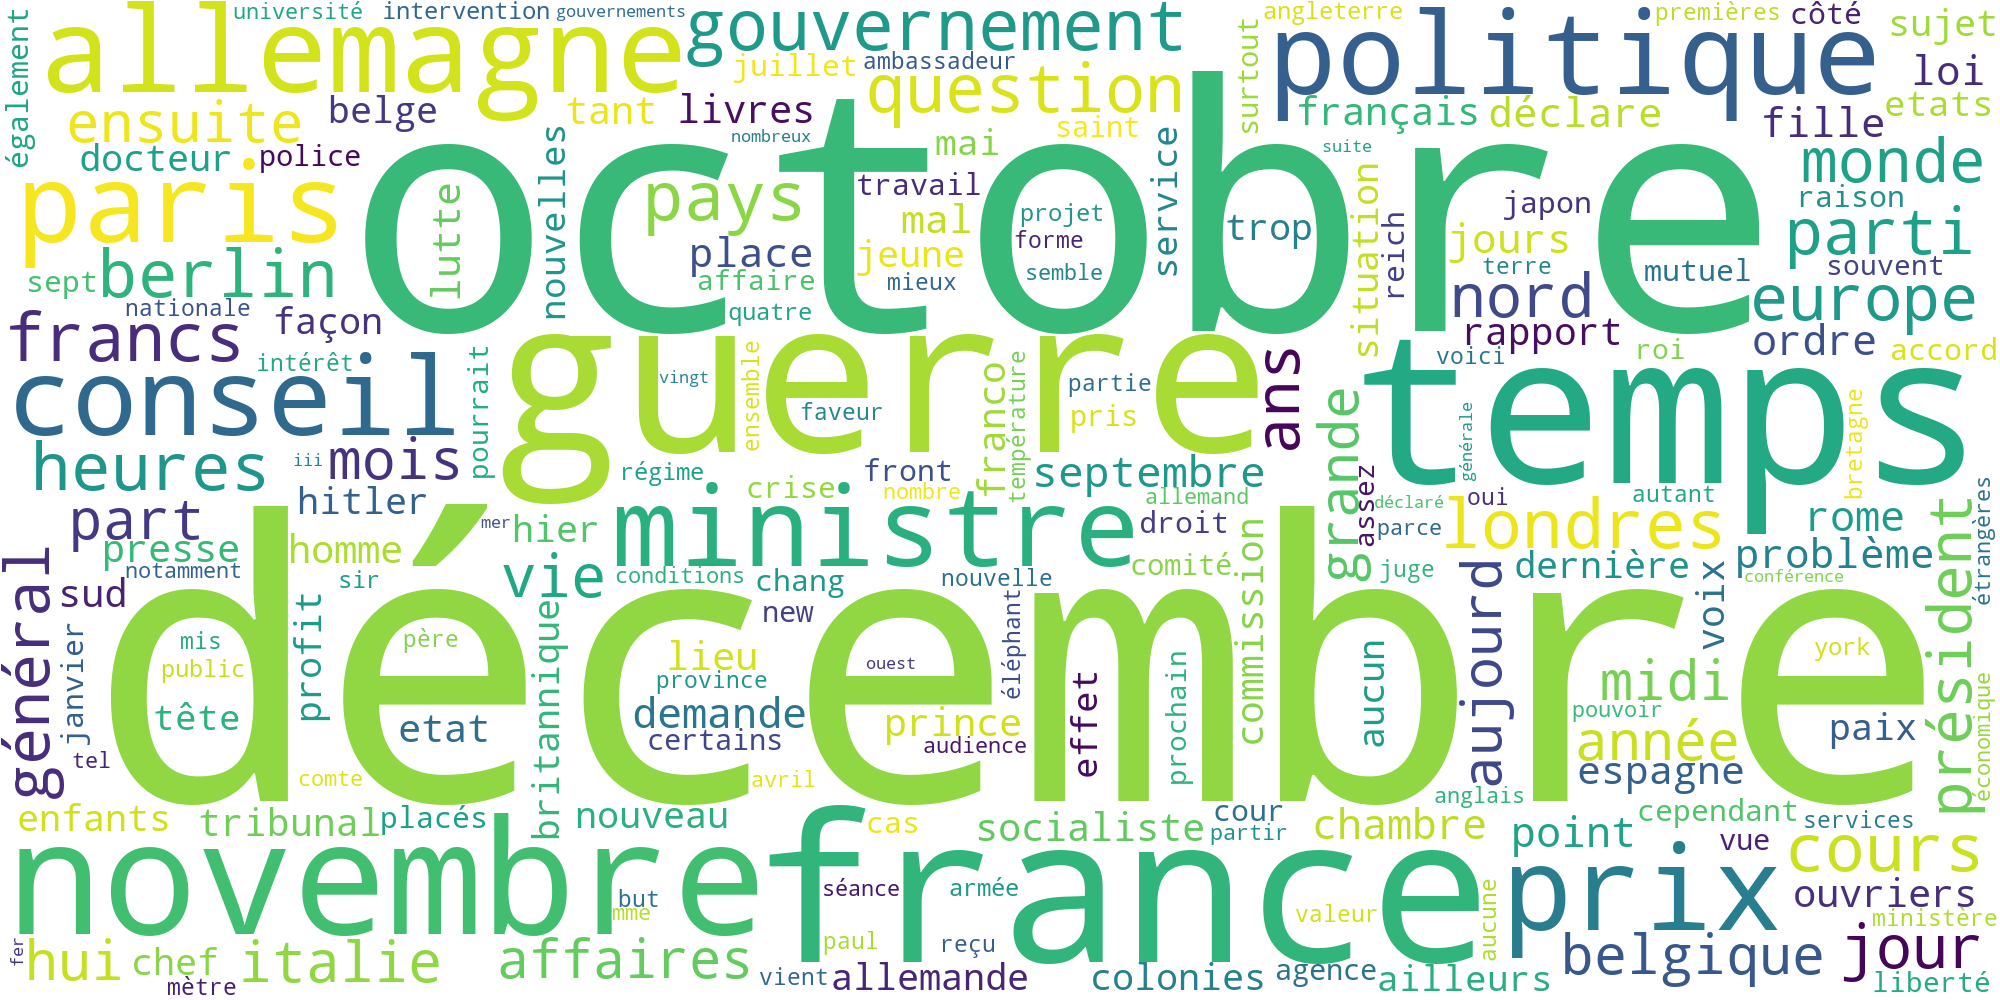 université
intervention
gouvernements
gouvernement
angleterre
premières
côté
sujet
allemagne
politique
également
juillet
ambassadeur
surtout
loi
ensuite
belge
tant
livres
question
français
déclare
etats
docteur
police
nombreux
saint
fille
octobre
mai
suite
monde
paris
nouvelles
pays
travail
service
situation
japon
raison
lutte
mal
projet
trop
reich
parti
place
jeune
forme
jours
sept
berlin
affaire
mieux
semble
terre
mutuel
souvent
nationale
façon
quatre
nord
europe
francs
intérêt
pourrait
guerre
ensemble
vingt
rapport
ordre
voici
roi
accord
conseil
faveur
franco
température
partie
pris
ans
grande
temps
générale
bretagne
heures
iii
mois
régime
front
septembre
hitler
crise
nombre
allemand
assez
déclaré
oui
autant
part
mer
hier
ministre
droit
parce
londres
rome
étrangères
presse
homme
comité
juge
dernière
problème
conférence
général
notamment
sir
vie
conditions
chang
nouvelle
commission
aujourd
voix
président
sud
profit
décembre
britannique
new
éléphant
janvier
mis
père
lieu
ouest
public
province
prochain
aucun
midi
york
tête
etat
demande
prince
effet
pouvoir
économique
tel
certains
audience
année
paix
comte
avril
espagne
anglais
enfants
tribunal
placés
nouveau
cas
socialiste
cour
partir
chambre
point
cependant
services
vue
cours
novembre
france
prix
but
séance
armée
mme
valeur
aucune
ouvriers
ministère
fer
hui
chef
italie
affaires
paul
reçu
belgique
jour
mètre
vient
allemande
colonies
agence
ailleurs
liberté